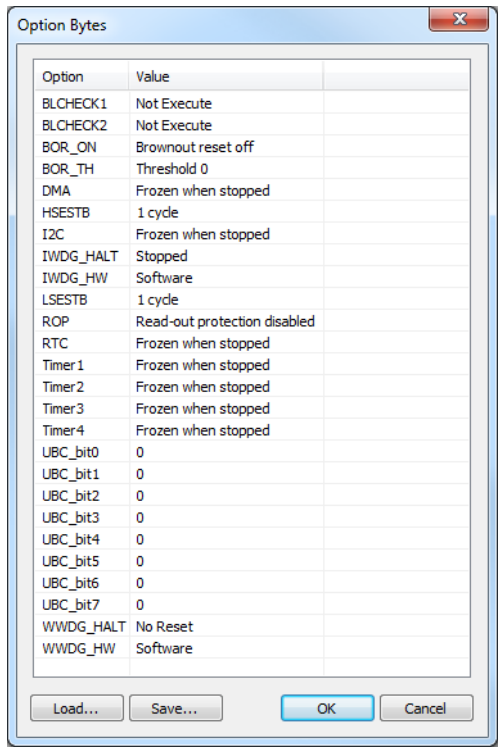 Option Bytes
Option Value
BLCHECK1 Not Execute
BLCHECK2 Not Execute
BOR_ON Brownout reset off
BOR_TH Threshold 0
DMA Frozen when stopped
HSESTB 1 cycle
I2C Frozen when stopped
IWDG_HALT Stopped
IWDG_HW Software
LSESTB 1 cycle
ROP Read-out protection disabled
RTC Frozen when stopped
Timer1 Frozen when stopped
Timer2 Frozen when stopped
Timer3 Frozen when stopped
Timer4 Frozen when stopped
UBC_bit0 0
UBC_bit1 0
UBC_bit2 0
UBC_bit3 0
UBC_bit4 0
UBC_bit5 0
UBC_bit6 0
UBC_bit7 0
WWDG_HALT No Reset
WWDG_HW Software
Load... Save... OK Cancel